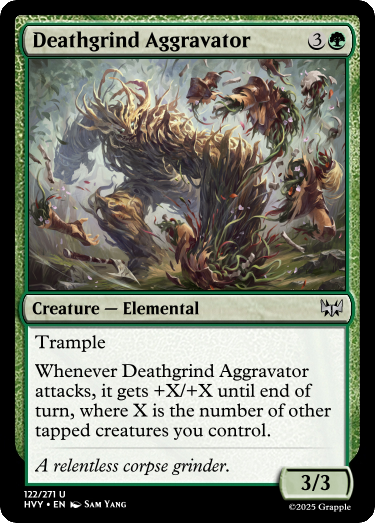 Deathgrind Aggravator 3
Creature — Elemental
Trample
Whenever Deathgrind Aggravator
attacks, it gets +X/+X until end of
turn, where X is the number of other
tapped creatures you control.
A relentless corpse grinder.
3/3
122/271 U
HVY • EN Sam Yang
©2025 Grapple